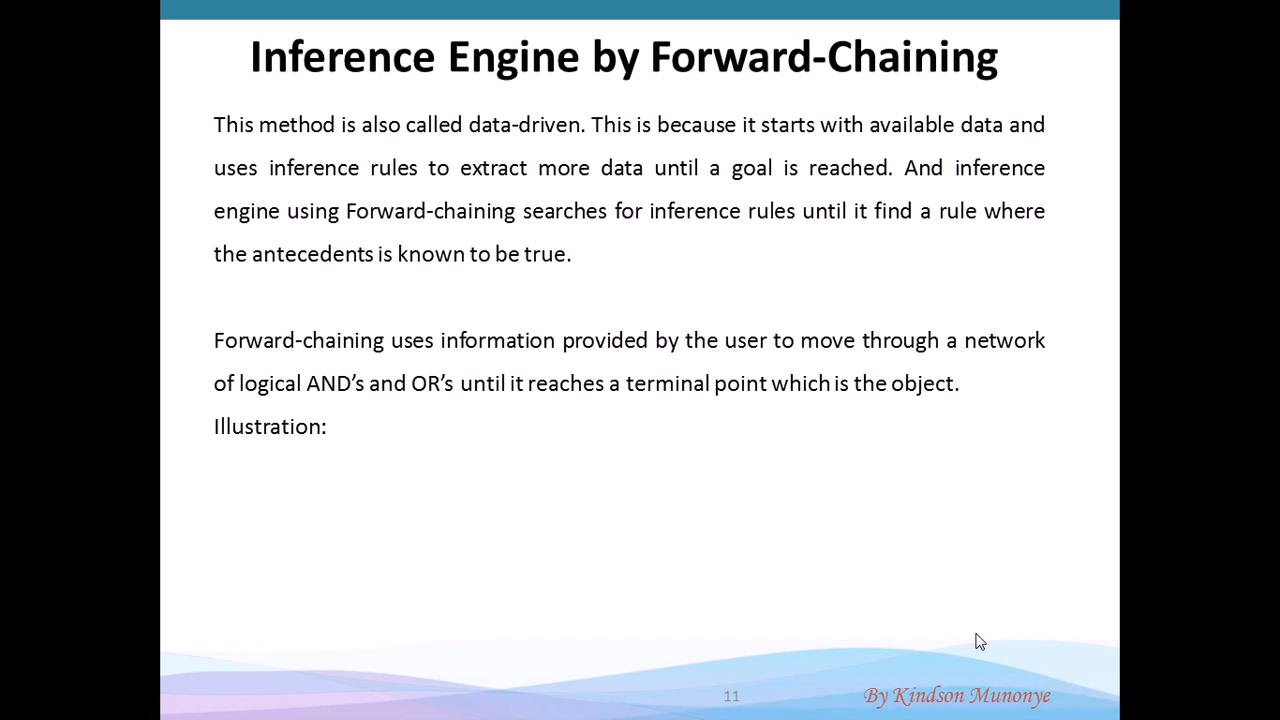 Inference Engine by Forward-Chaining
This method is also called data-driven. This is because it starts with available data and
uses inference rules to extract more data until a goal is reached. And inference
engine using Forward-chaining searches for inference rules until it find a rule where
the antecedents is known to be true.
Forward-chaining uses information provided by the user to move through a network
of logical AND’s and OR’s until it reaches a terminal point which is the object.
Illustration:
11
By Kindson Munonye